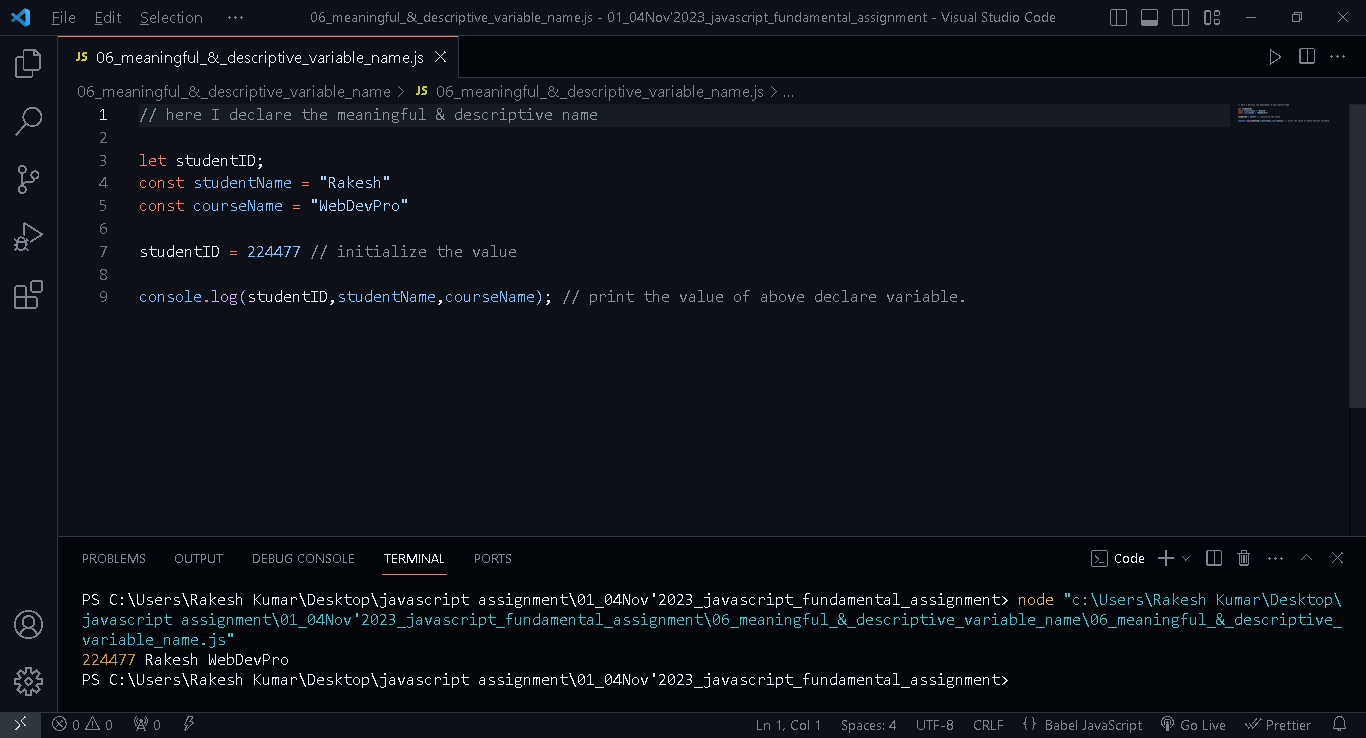 File Edit Selection ··· 06_meaningful_&_descriptive_variable_name.js - 01_04Nov'2023_javascript_fundamental_assignment - Visual Studio Code
JS 06_meaningful_&_descriptive_variable_name.js
06_meaningful_&_descriptive_variable_name > JS 06_meaningful_&_descriptive_variable_name.js > ...
1 // here I declare the meaningful & descriptive name
2
3 let studentID;
4 const studentName = "Rakesh"
5 const courseName = "WebDevPro"
6
7 studentID = 224477 // initialize the value
8
9 console.log(studentID,studentName,courseName); // print the value of above declare variable.
PROBLEMS OUTPUT DEBUG CONSOLE TERMINAL PORTS Code
PS C:\Users\Rakesh Kumar\Desktop\javascript assignment\01_04Nov'2023_javascript_fundamental_assignment> node "c:\Users\Rakesh Kumar\Desktop\
javascript assignment\01_04Nov'2023_javascript_fundamental_assignment\06_meaningful_&_descriptive_variable_name\06_meaningful_&_descriptive_
variable_name.js"
224477 Rakesh WebDevPro
PS C:\Users\Rakesh Kumar\Desktop\javascript assignment\01_04Nov'2023_javascript_fundamental_assignment>
0 0 0 Ln 1, Col 1 Spaces: 4 UTF-8 CRLF {} Babel JavaScript Go Live Prettier